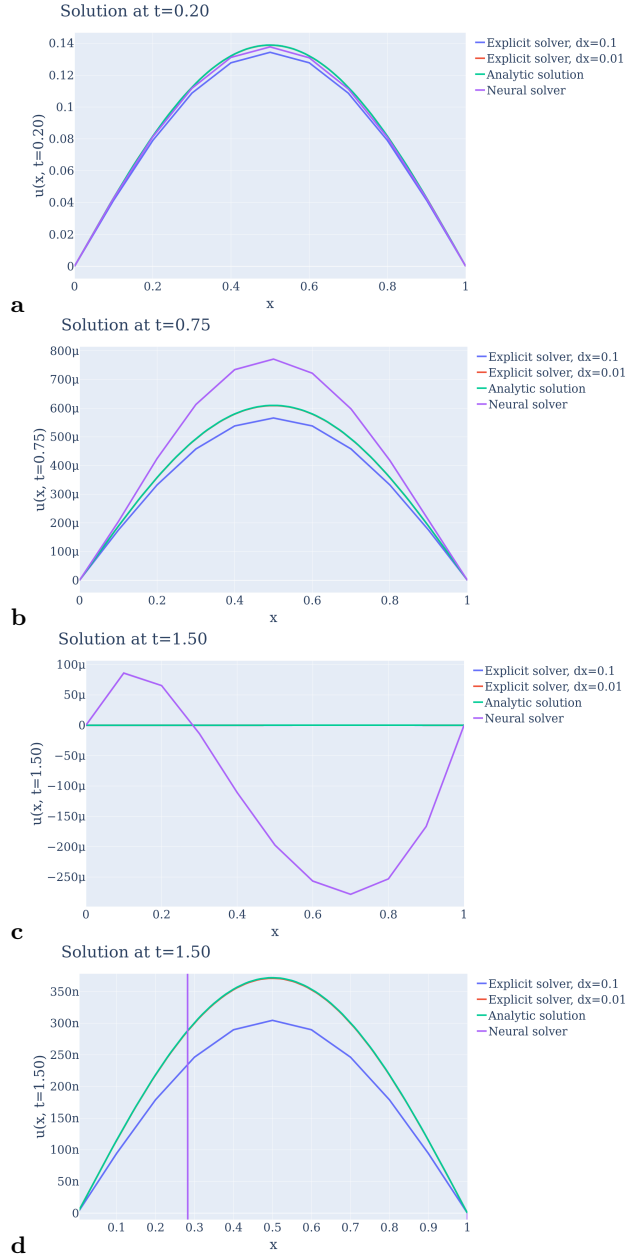 Solution at t=0.20
0.14
0.12
0.1
0.08
0.06
0.04
0.02
0
u(x, t=0.20)
0 0.2 0.4 0.6 0.8 1
x
Explicit solver, dx=0.1
Explicit solver, dx=0.01
Analytic solution
Neural solver
a
Solution at t=0.75
800μ
700μ
600μ
500μ
400μ
300μ
200μ
100μ
0
u(x, t=0.75)
0 0.2 0.4 0.6 0.8 1
x
Explicit solver, dx=0.1
Explicit solver, dx=0.01
Analytic solution
Neural solver
b
Solution at t=1.50
100μ
50μ
0
−50μ
−100μ
−150μ
−200μ
−250μ
u(x, t=1.50)
0 0.2 0.4 0.6 0.8 1
x
Explicit solver, dx=0.1
Explicit solver, dx=0.01
Analytic solution
Neural solver
c
Solution at t=1.50
350n
300n
250n
200n
150n
100n
50n
0
u(x, t=1.50)
0.1 0.2 0.3 0.4 0.5 0.6 0.7 0.8 0.9 1
x
Explicit solver, dx=0.1
Explicit solver, dx=0.01
Analytic solution
Neural solver
d